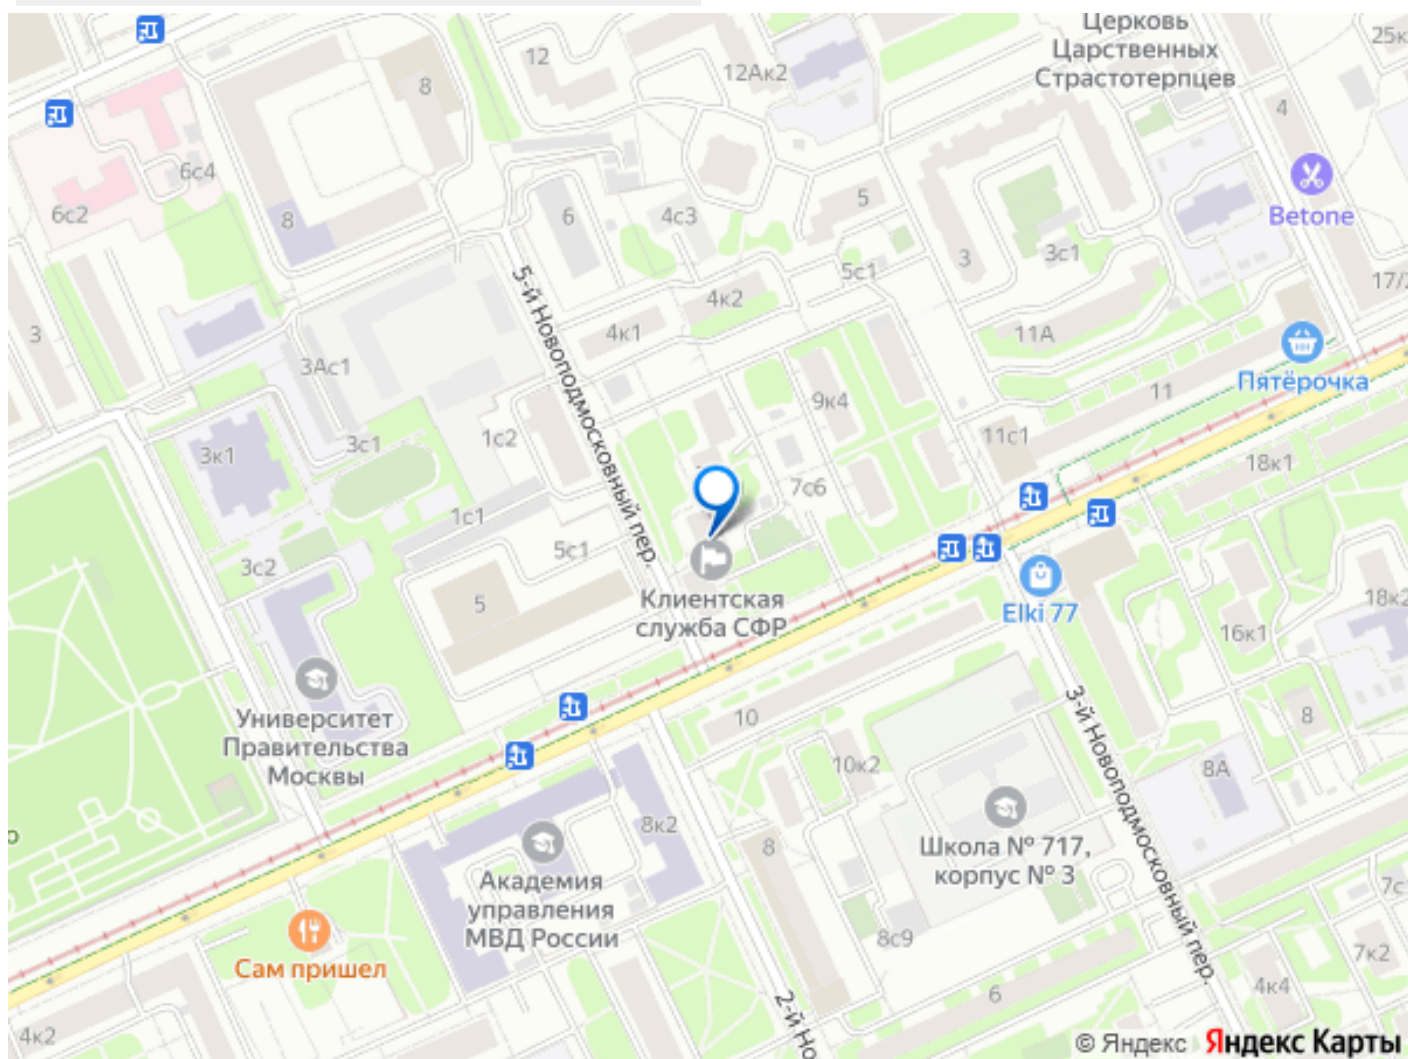 Церковь
Царственных
Страстотерпцев
25к
12
12Ак2
8
4
6с4
Betone
6с2
8
6
4с3
5
3
3с1
5с1
17/2
4к2
4к1
11А
3
5-й Новоподмосковный пер.
3Ас1
Пятёрочка
11
9к4
1с2
3с1
11с1
3к1
18к1
7с6
1с1
5с1
3с2
5
Клиентская
служба СФР
Elki 77
18к2
16к1
Университет
Правительства
Москвы
10
3-й Новоподмосковный пер.
8
10к2
8А
8к2
8
Школа № 717,
корпус № 3
Академия
управления
МВД России
о
7с
8с9
7к2
Сам пришел
6
4к4
2-й Но
4к2
© Яндекс Яндекс Карты